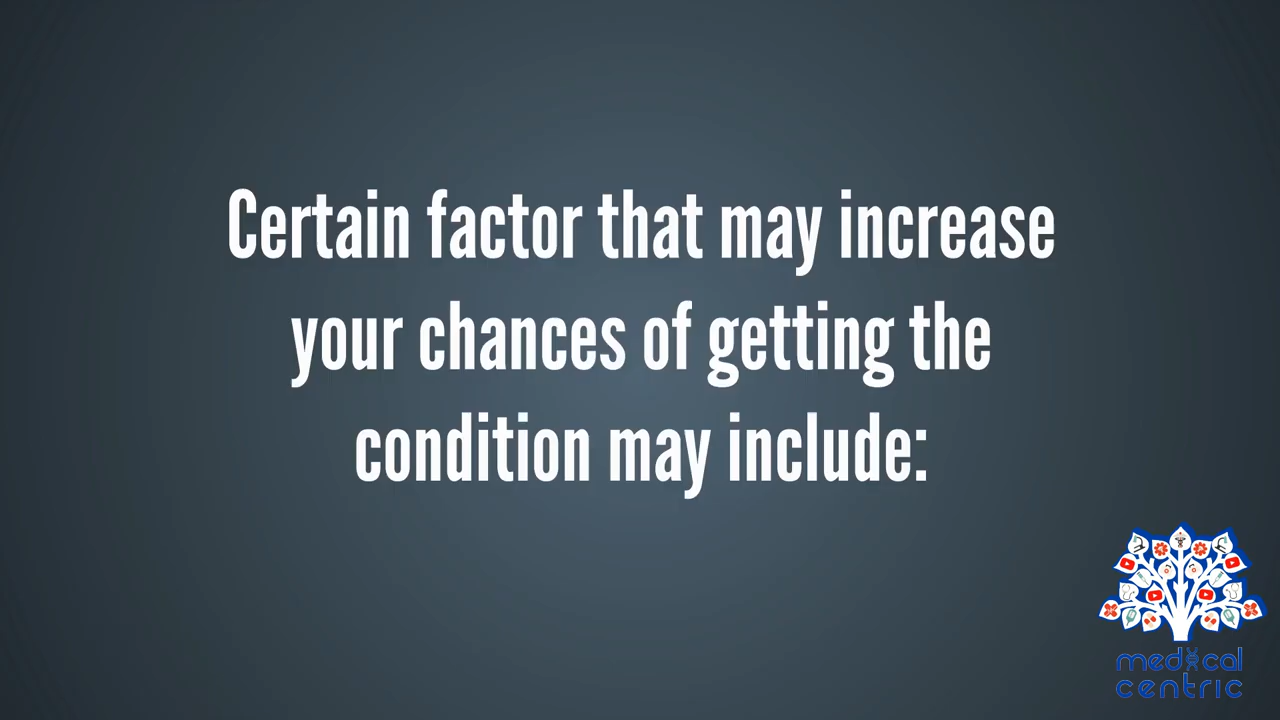 Certain factor that may increase
your chances of getting the
condition may include:
medical
centric